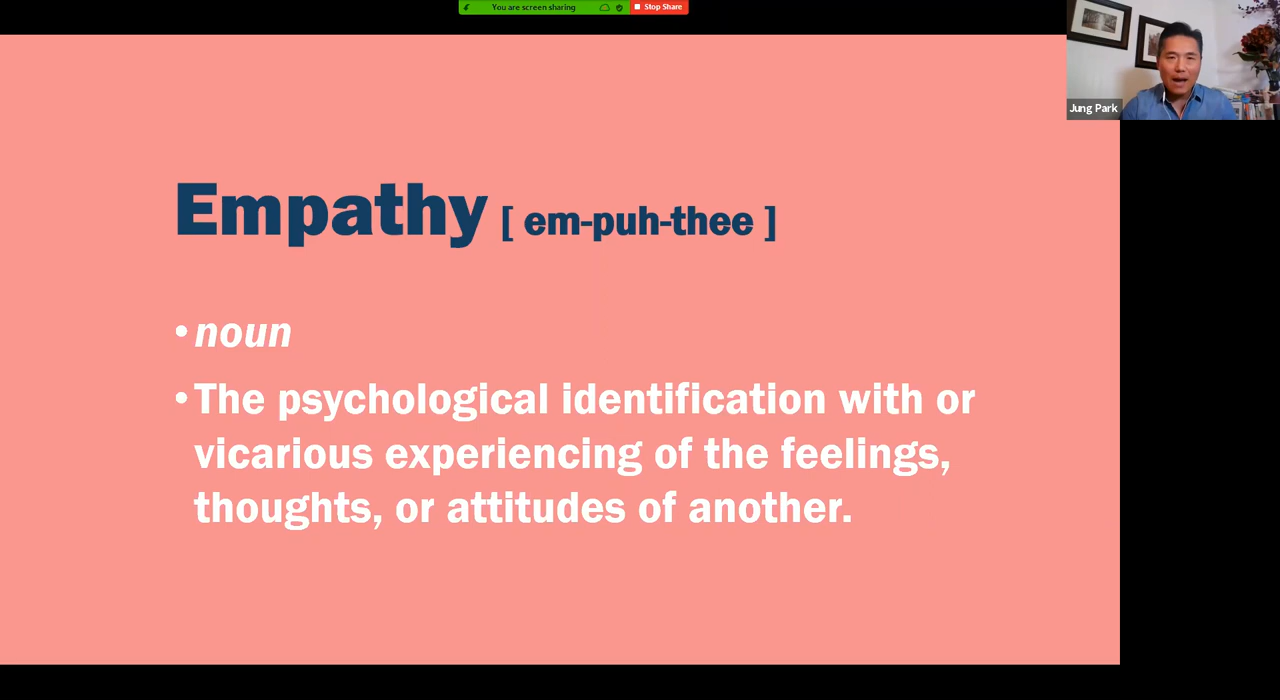 You are screen sharing
Stop Share
Jung Park
Empathy [ em-puh-thee ]
• noun
• The psychological identification with or
vicarious experiencing of the feelings,
thoughts, or attitudes of another.